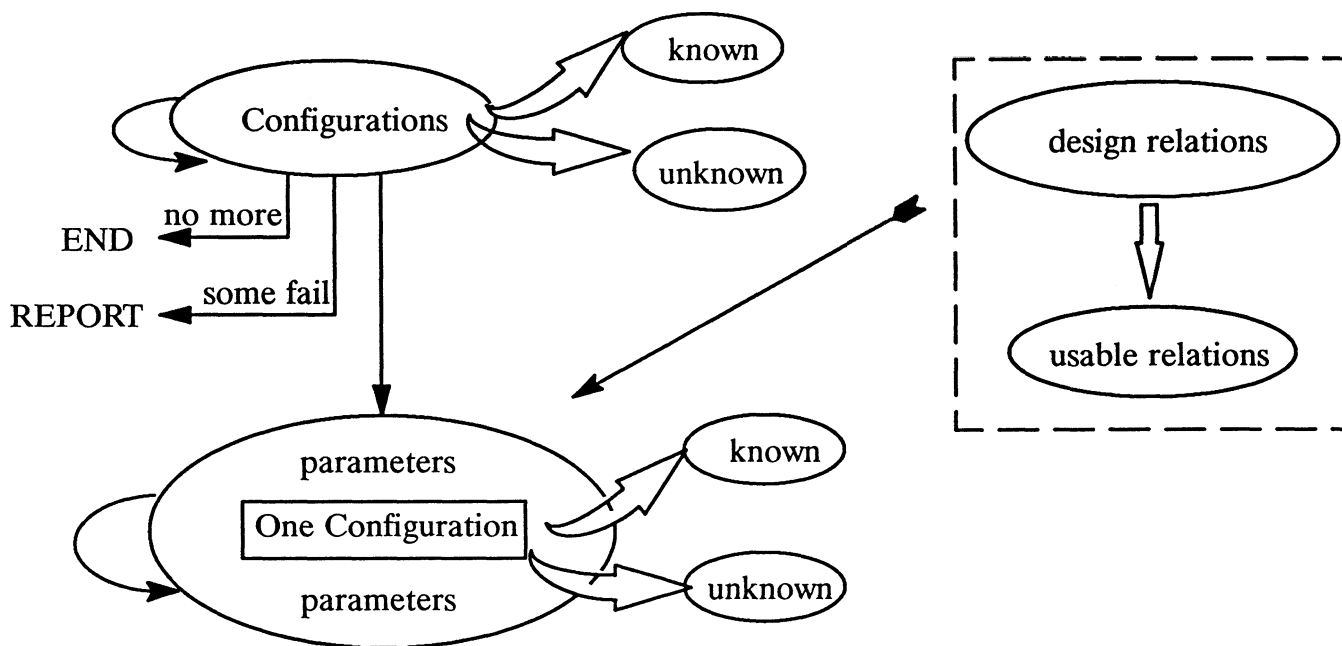 known
Configurations
unknown
no more
END
some fail
REPORT
design relations
usable relations
parameters
One Configuration
parameters
known
unknown